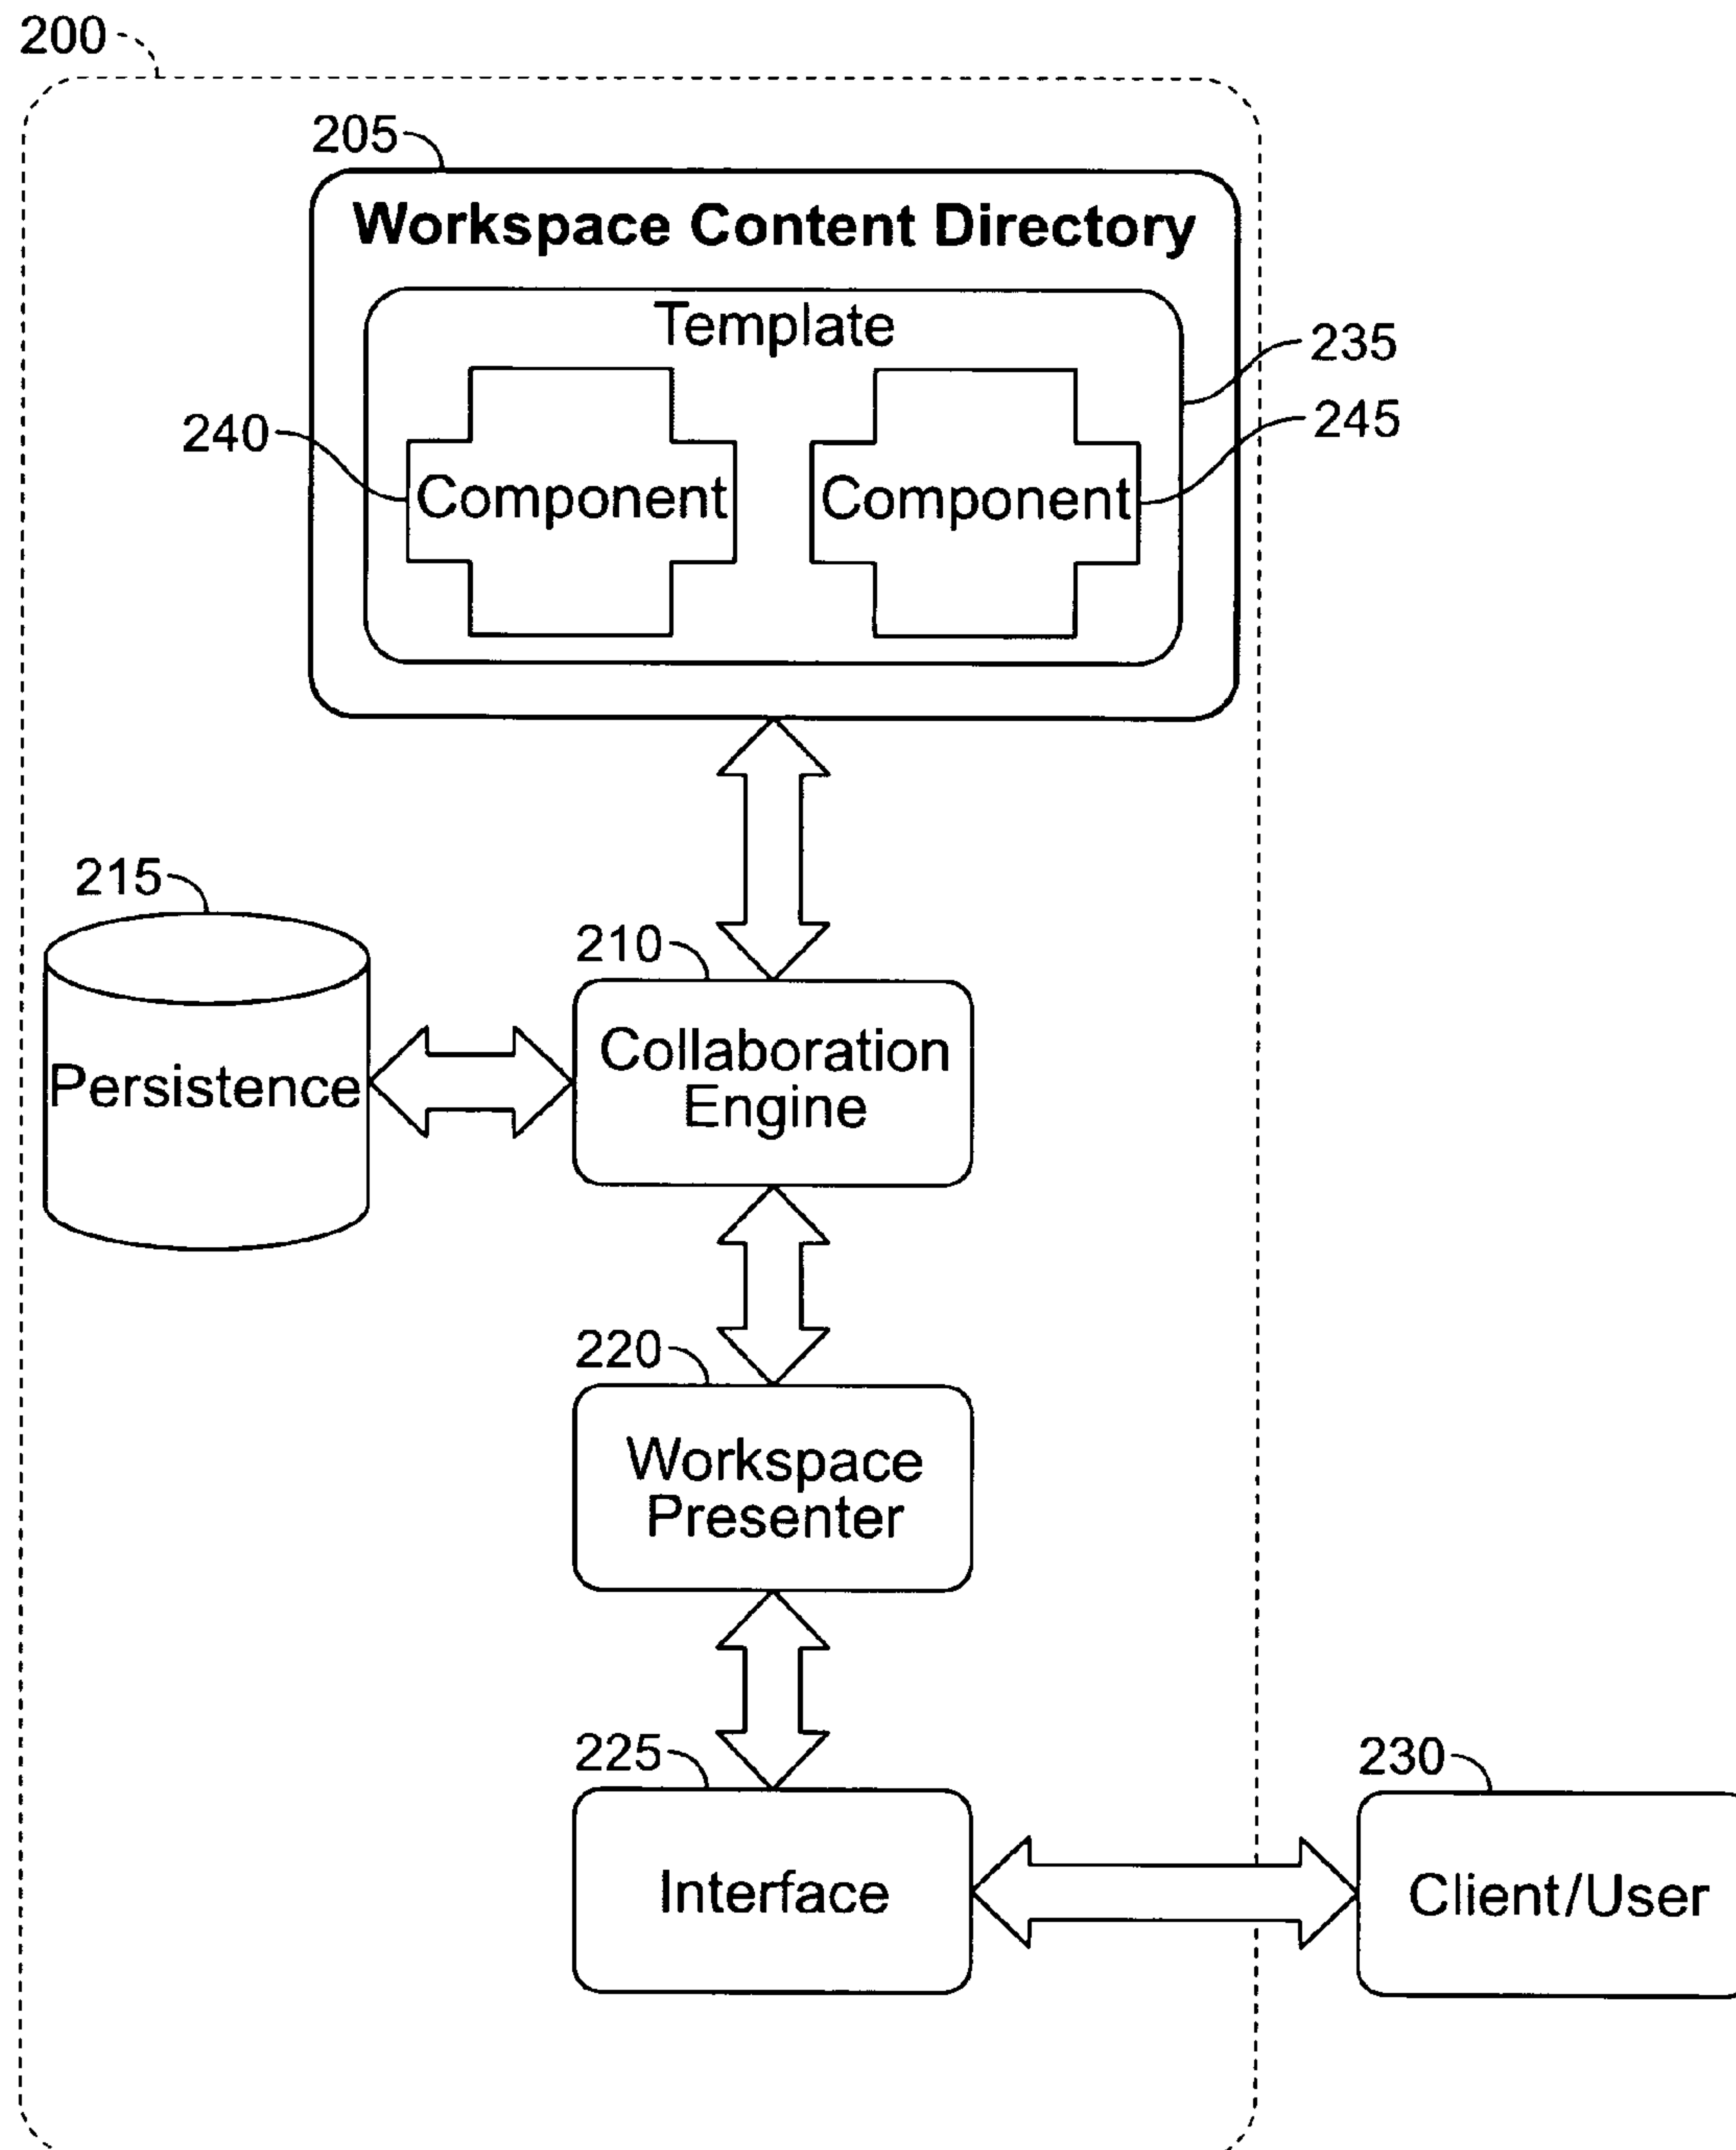 200
205
Workspace Content Directory
Template
235
240
245
Component
Component
215
210
Persistence
Collaboration
Engine
220
Workspace
Presenter
225
230
Interface
Client/User